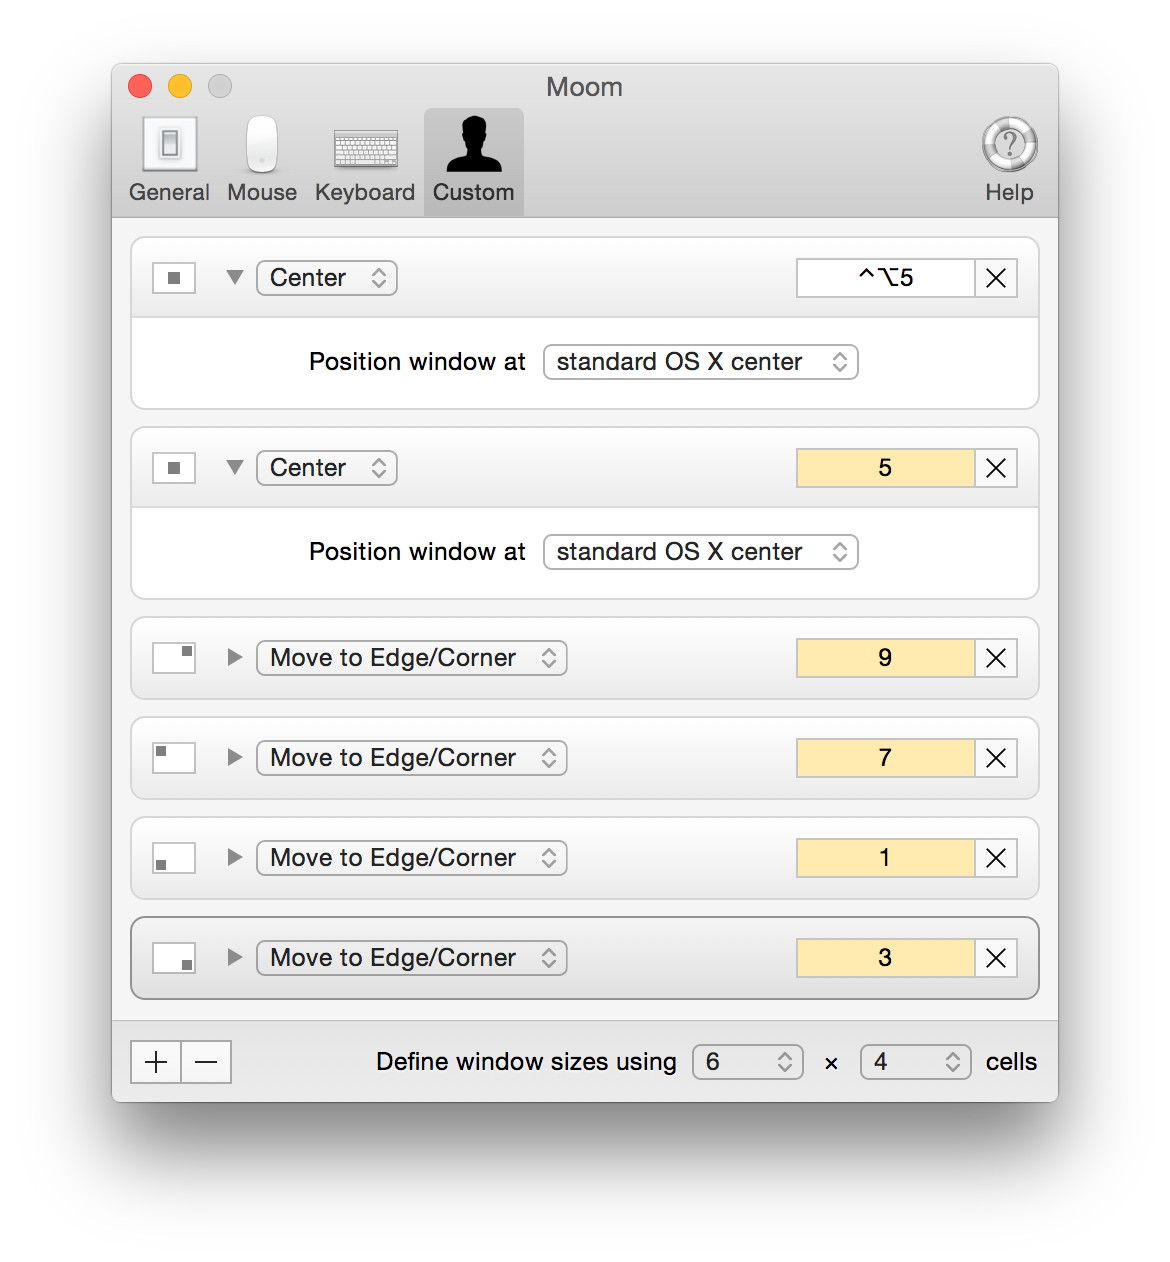 Moom
General Mouse Keyboard Custom Help
Center ^⌥5
Position window at standard OS X center
Center 5
Position window at standard OS X center
Move to Edge/Corner 9
Move to Edge/Corner 7
Move to Edge/Corner 1
Move to Edge/Corner 3
Define window sizes using 6 × 4 cells